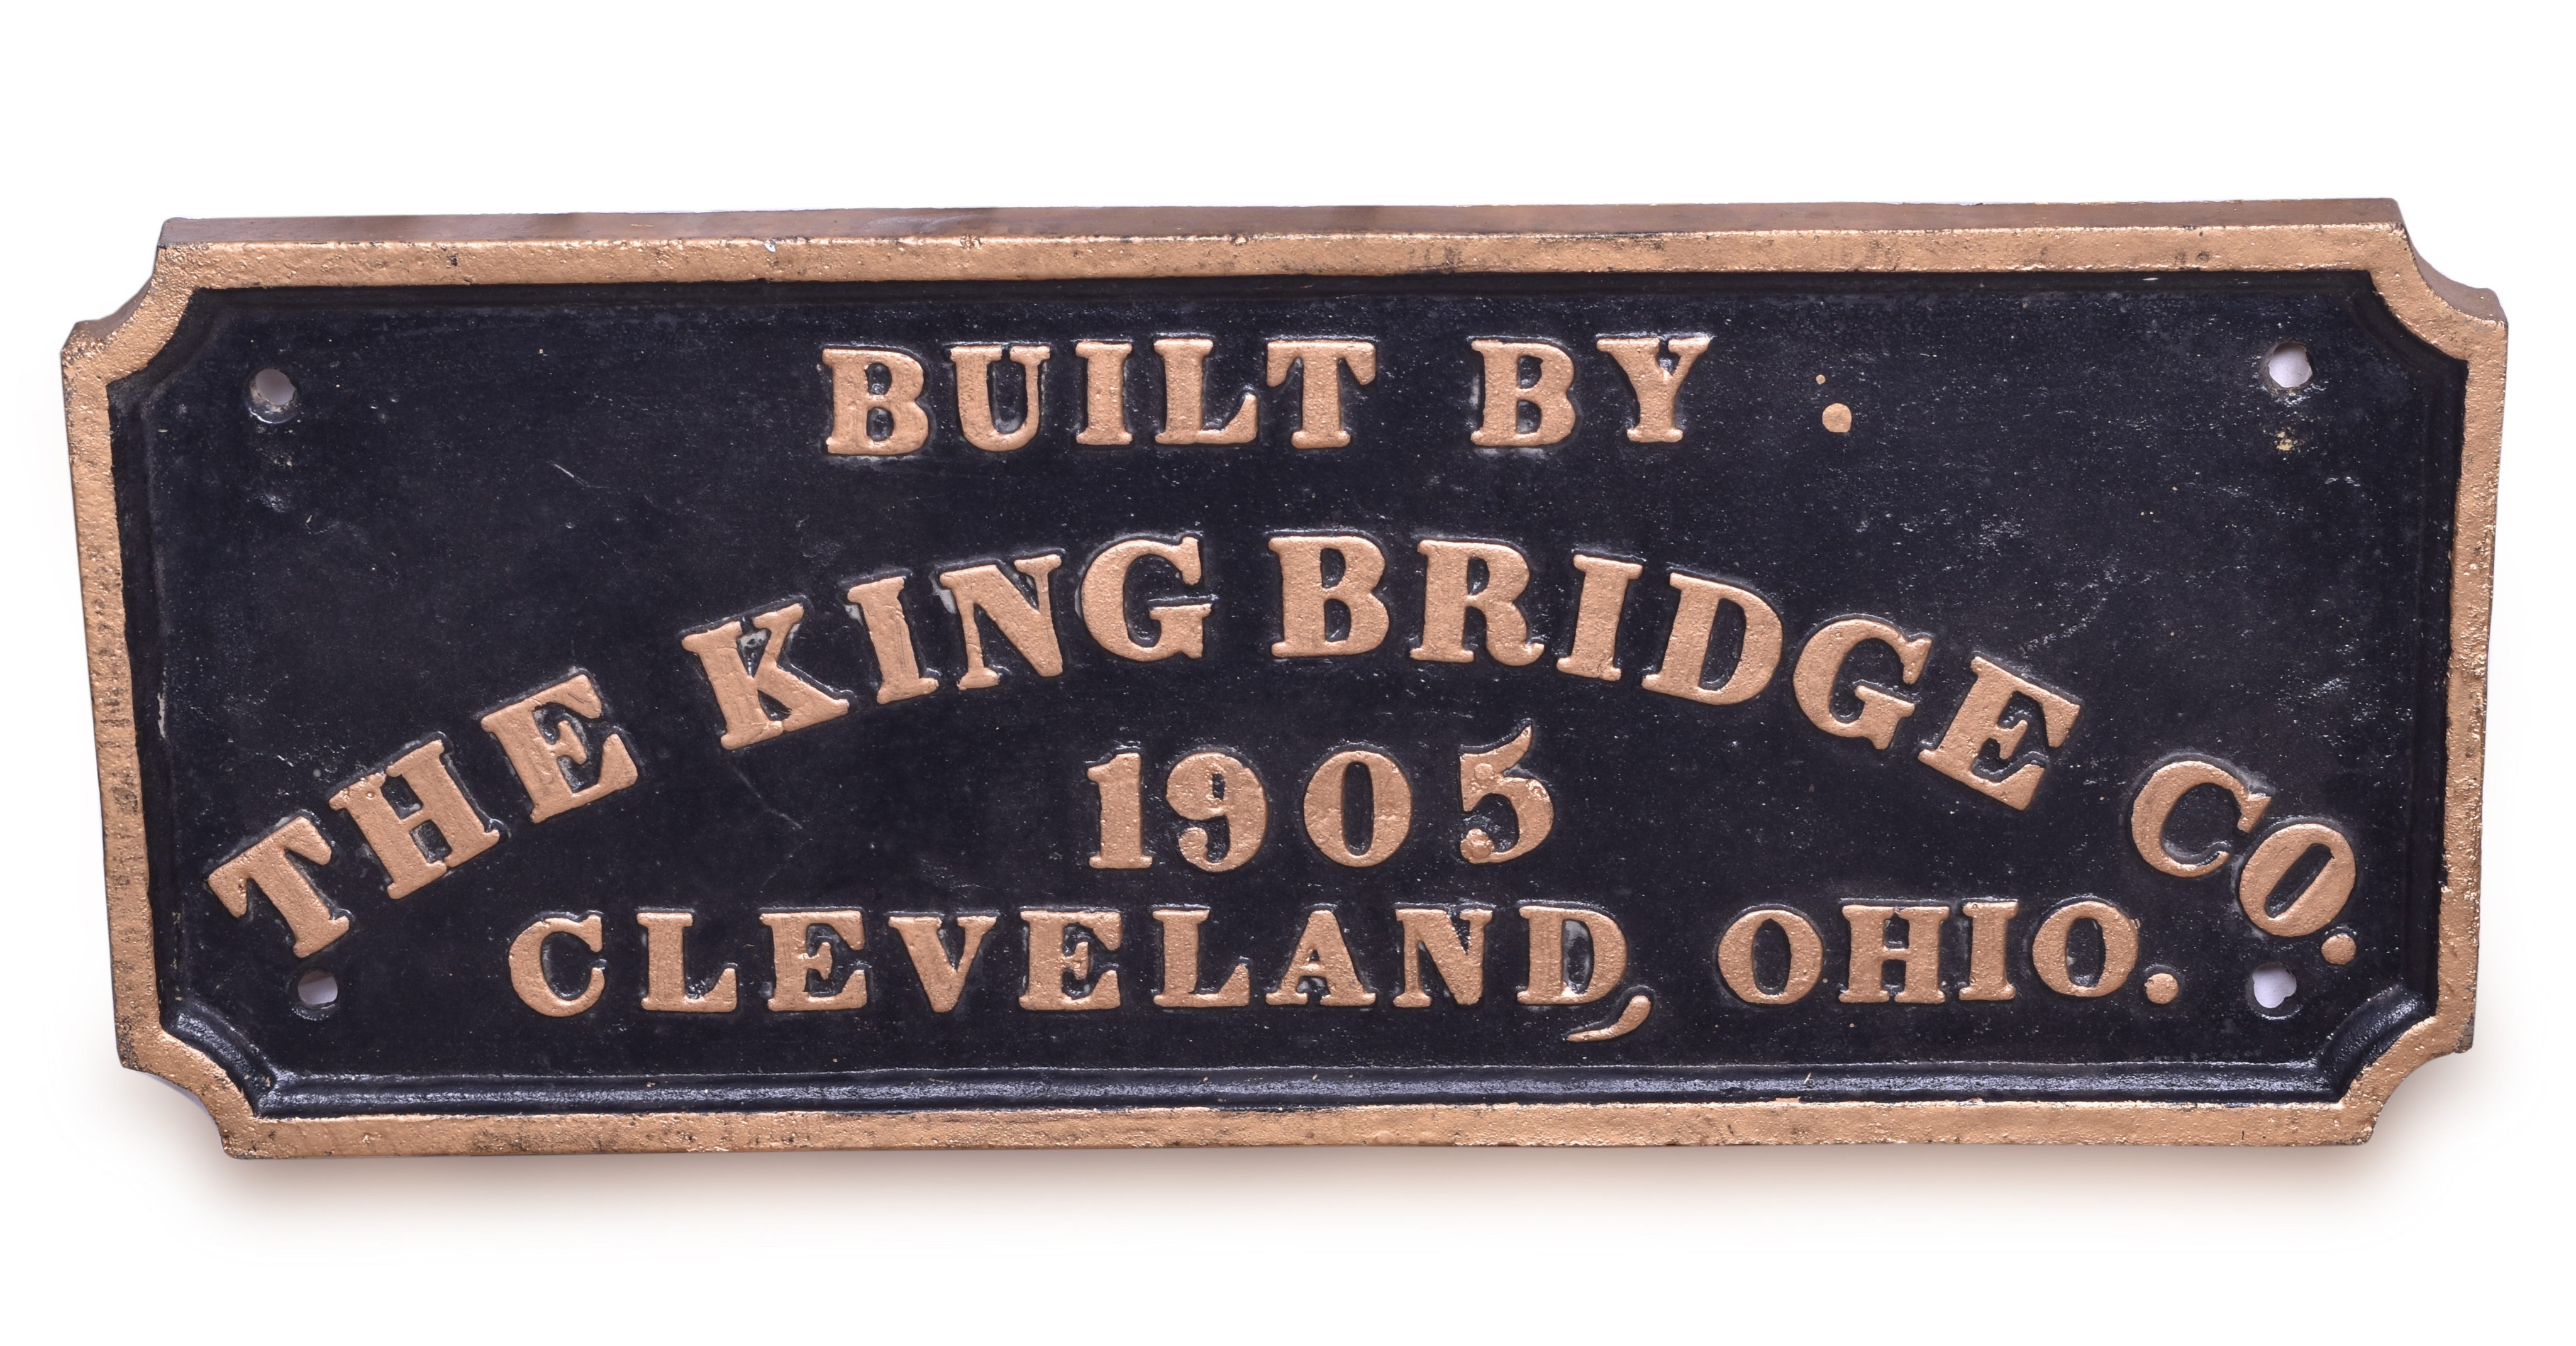 BUILT BY
THE KING BRIDGE CO.
1905
CLEVELAND, OHIO.